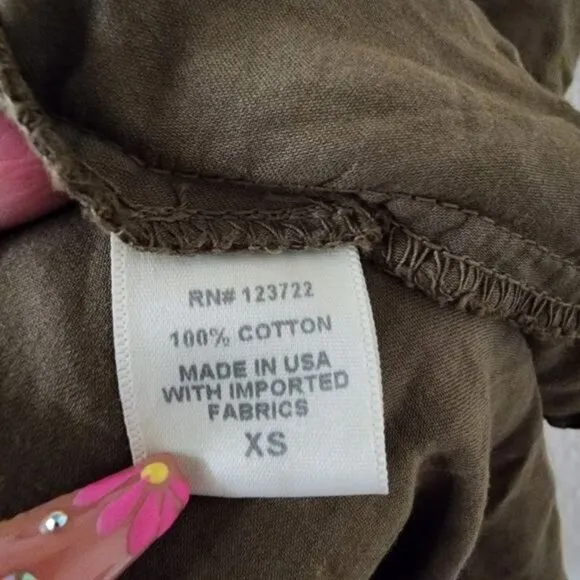 RN# 123722
100% COTTON
MADE IN USA
WITH IMPORTED
FABRICS
XS